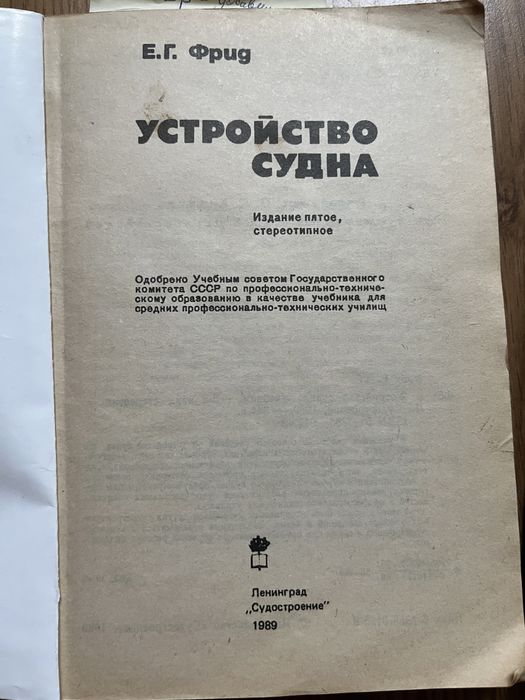 Е.Г. Фрид
УСТРОЙСТВО
СУДНА
Издание пятое,
стереотипное
Одобрено Учебным советом Государственного
комитета СССР по профессионально-техниче-
скому образованию в качестве учебника для
средних профессионально-технических училищ
Ленинград
„Судостроение"
1989